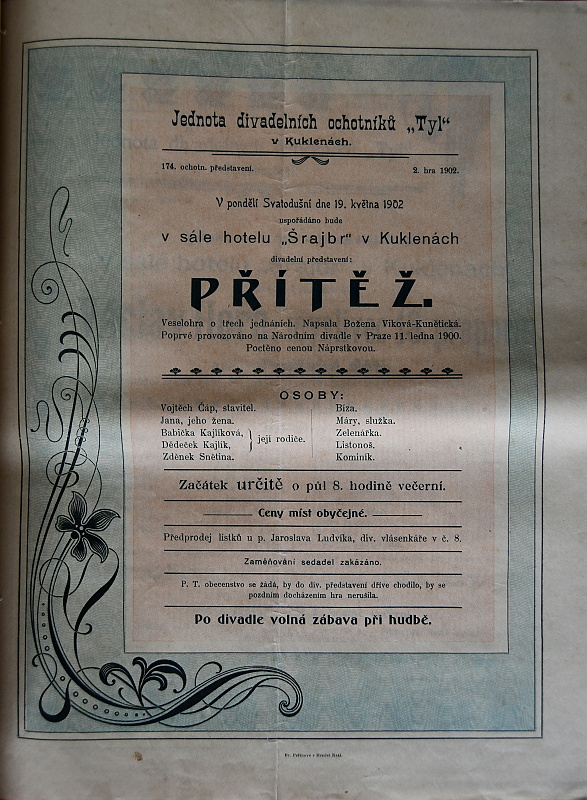 Jednota divadelních ochotníků „Tyl“
v Kuklenách.
174. ochotn. představení.
2. hra 1902.
V pondělí Svatodušní dne 19. května 1902
uspořádáno bude
v sále hotelu „Šrajbr“ v Kuklenách
divadelní představení:
PŘÍTĚŽ.
Veselohra o třech jednáních. Napsala Božena Viková-Kunětická.
Poprvé provozováno na Národním divadle v Praze 11. ledna 1900.
Poctěno cenou Náprstkovou.
OSOBY:
Vojtěch Čáp, stavitel.
Jana, jeho žena.
Babička Kajlíková,
Dědeček Kajlík,
její rodiče.
Zdeněk Snětina.
Bíza.
Máry, služka.
Zelenářka.
Listonoš.
Kominík.
Začátek určitě o půl 8. hodině večerní.
Ceny míst obyčejné.
Předprodej lístků u p. Jaroslava Ludvíka, div. vlásenkáře v č. 8.
Zaměňování sedadel zakázáno.
P. T. obecenstvo se žádá, by do div. představení dříve chodilo, by se
pozdním docházením hra nerušila.
Po divadle volná zábava při hudbě.